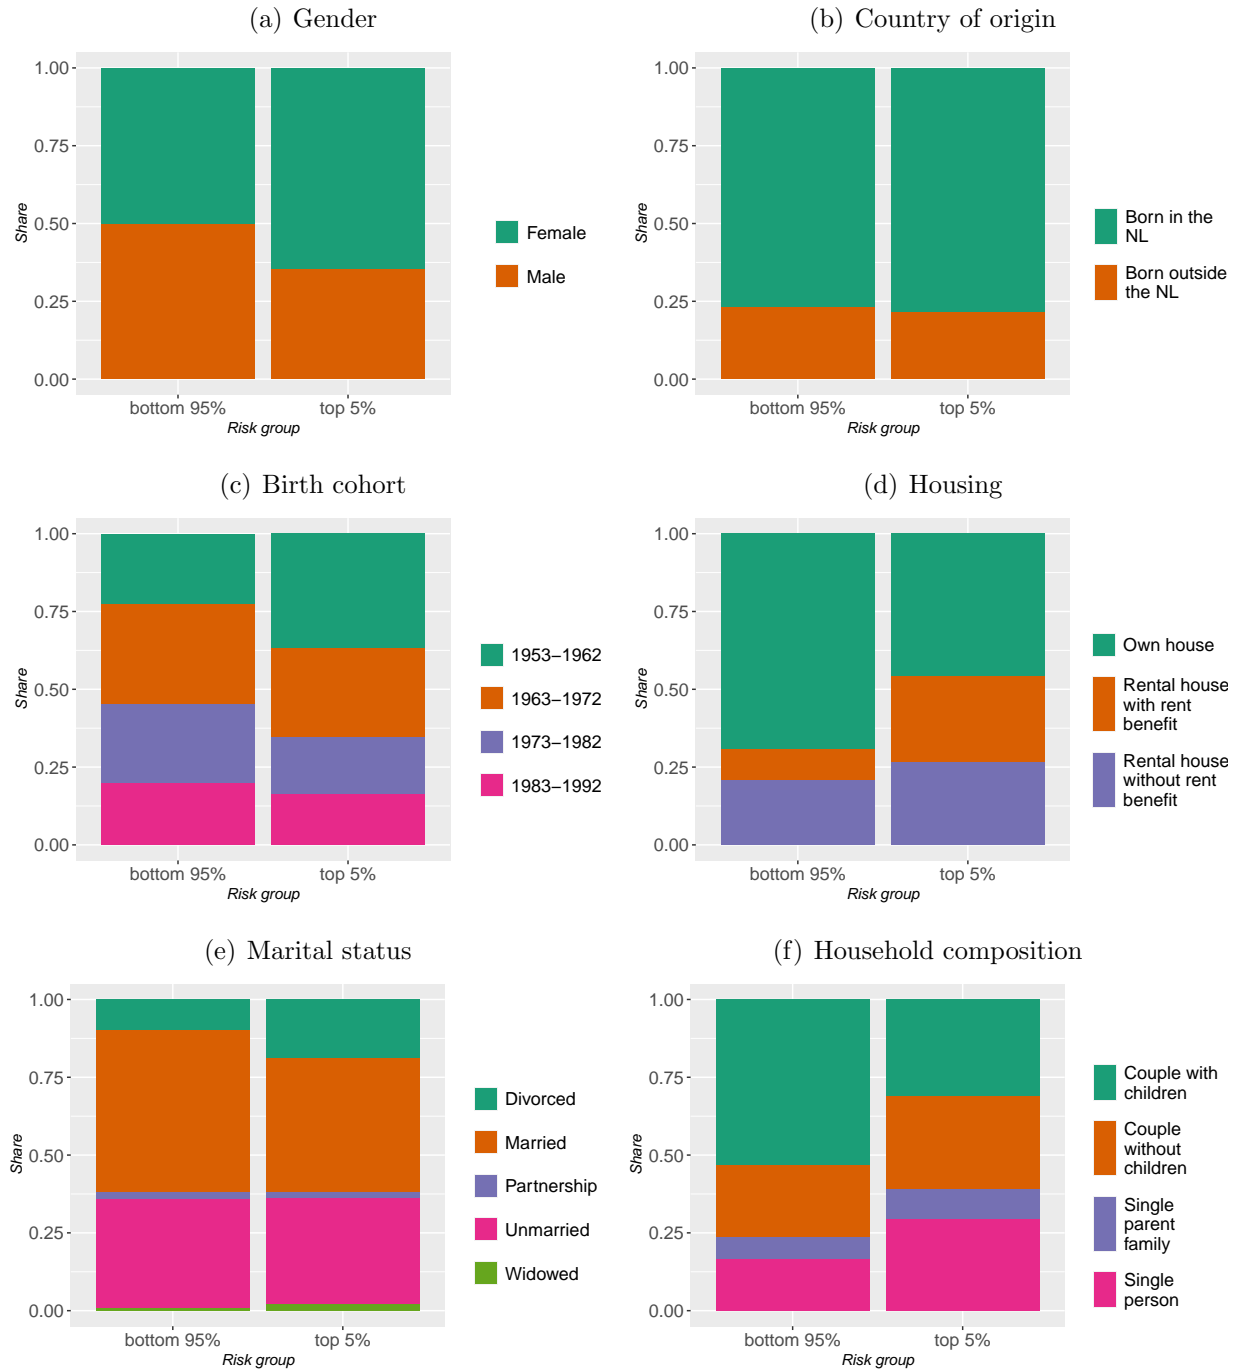 (a) Gender
1.00
0.75
0.50
0.25
0.00
Share
bottom 95%
top 5%
Risk group
Female
Male
(b) Country of origin
1.00
0.75
0.50
0.25
0.00
Share
bottom 95%
top 5%
Risk group
Born in the
NL
Born outside
the NL
(c) Birth cohort
1.00
0.75
0.50
0.25
0.00
Share
bottom 95%
top 5%
Risk group
1953−1962
1963−1972
1973−1982
1983−1992
(d) Housing
1.00
0.75
0.50
0.25
0.00
Share
bottom 95%
top 5%
Risk group
Own house
Rental house
with rent
benefit
Rental house
without rent
benefit
(e) Marital status
1.00
0.75
0.50
0.25
0.00
Share
bottom 95%
top 5%
Risk group
Divorced
Married
Partnership
Unmarried
Widowed
(f) Household composition
1.00
0.75
0.50
0.25
0.00
Share
bottom 95%
top 5%
Risk group
Couple with
children
Couple
without
children
Single
parent
family
Single
person